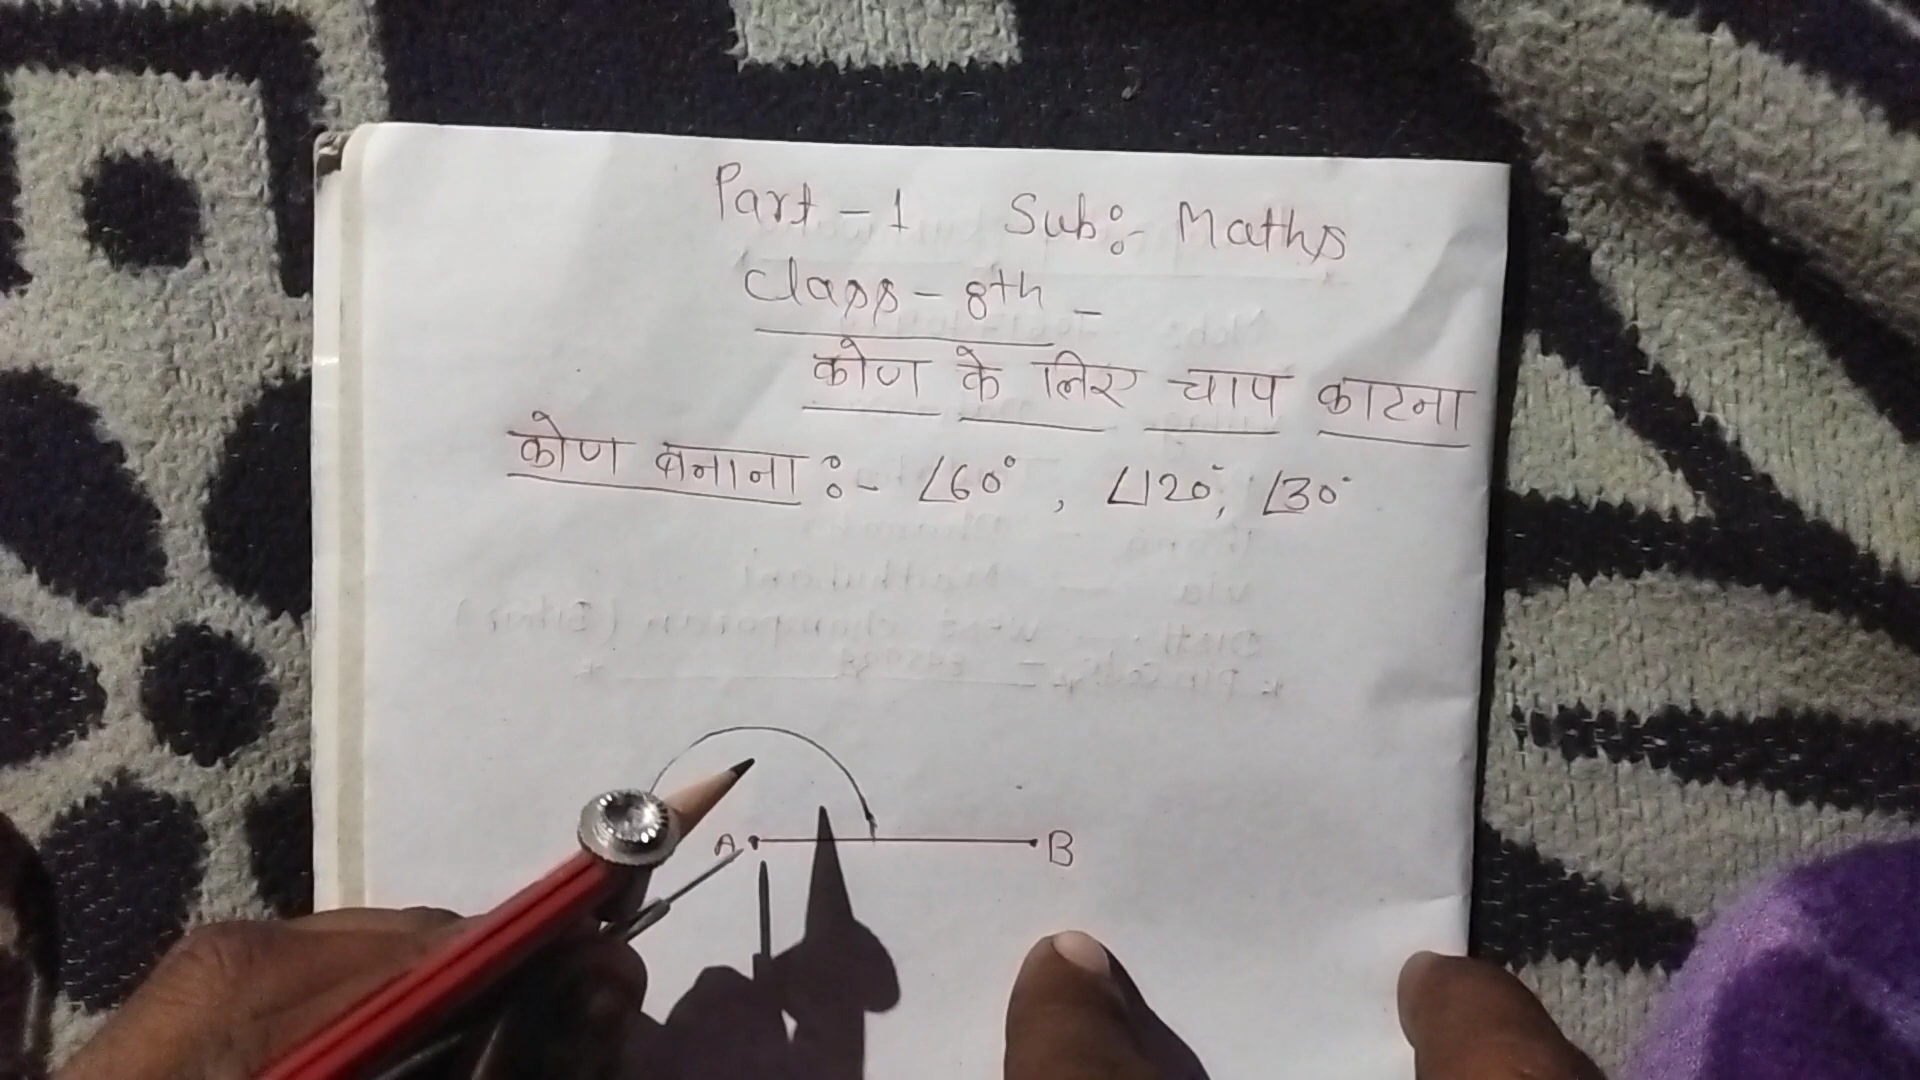 Part - 1 Sub:- Maths
Class - 8th -
कोण के लिए चाप काटना
कोण बनाना :- ∠60°, ∠120°, ∠30°
A B